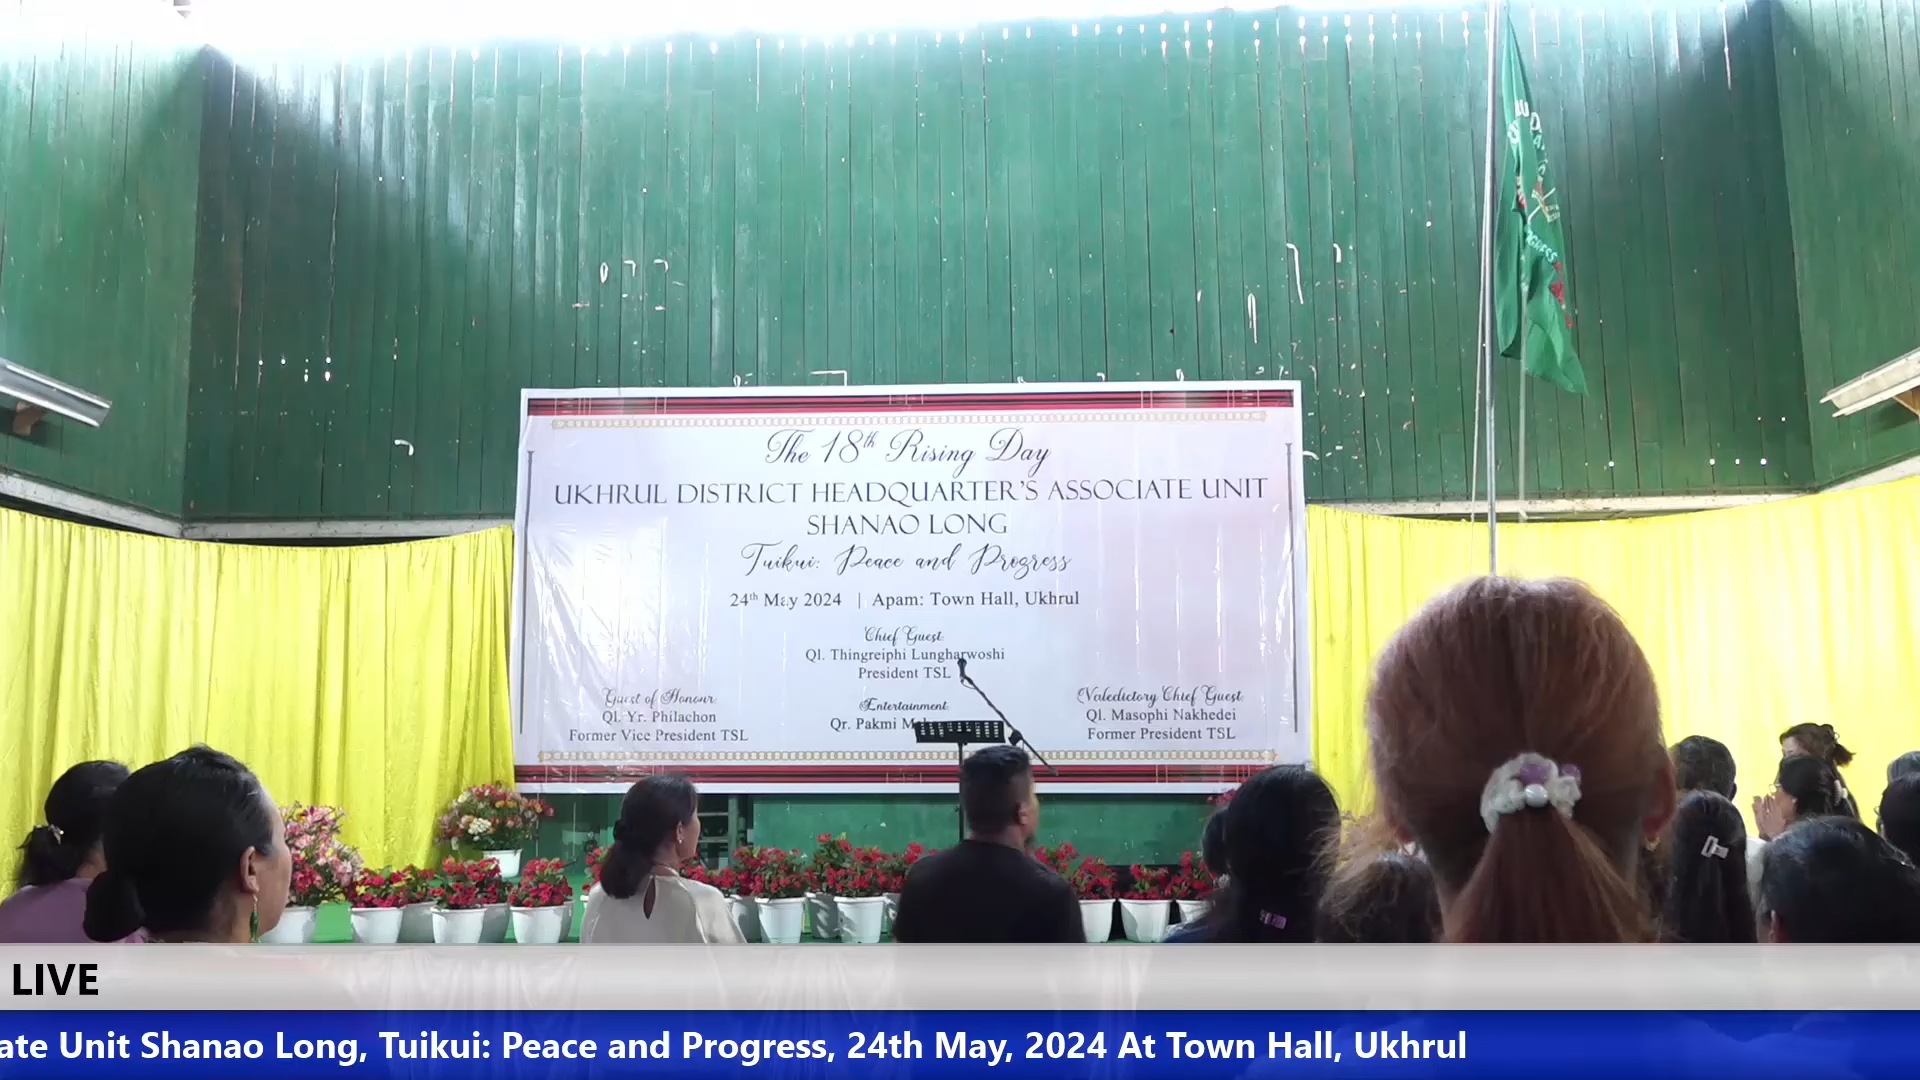 The 18th Rising Day
UKHRUL DISTRICT HEADQUARTER'S ASSOCIATE UNIT
SHANAO LONG
Tuikui: Peace and Progress
24th May 2024 | Apam: Town Hall, Ukhrul
Chief Guest
Ql. Thingreiphi Lungharwoshi
President TSL
Guest of Honour
Ql. Yr. Philachon
Former Vice President TSL
Entertainment
Qr. Pakmi
Valedictory Chief Guest
Ql. Masophi Nakhedei
Former President TSL
LIVE
ate Unit Shanao Long, Tuikui: Peace and Progress, 24th May, 2024 At Town Hall, Ukhrul